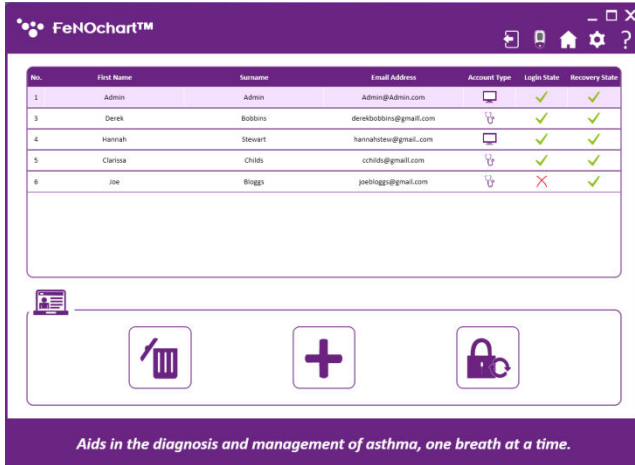 FeNOchart™
?
No. First Name Surname Email Address Account Type Login State Recovery State
1 Admin Admin Admin@Admin.com
3 Derek Bobbins derekbobbins@gmaill.com
4 Hannah Stewart hannahstew@gmail..com
5 Clarissa Childs cchilds@gmaill.com
6 Joe Bloggs joebloggs@gmail.com
Aids in the diagnosis and management of asthma, one breath at a time.